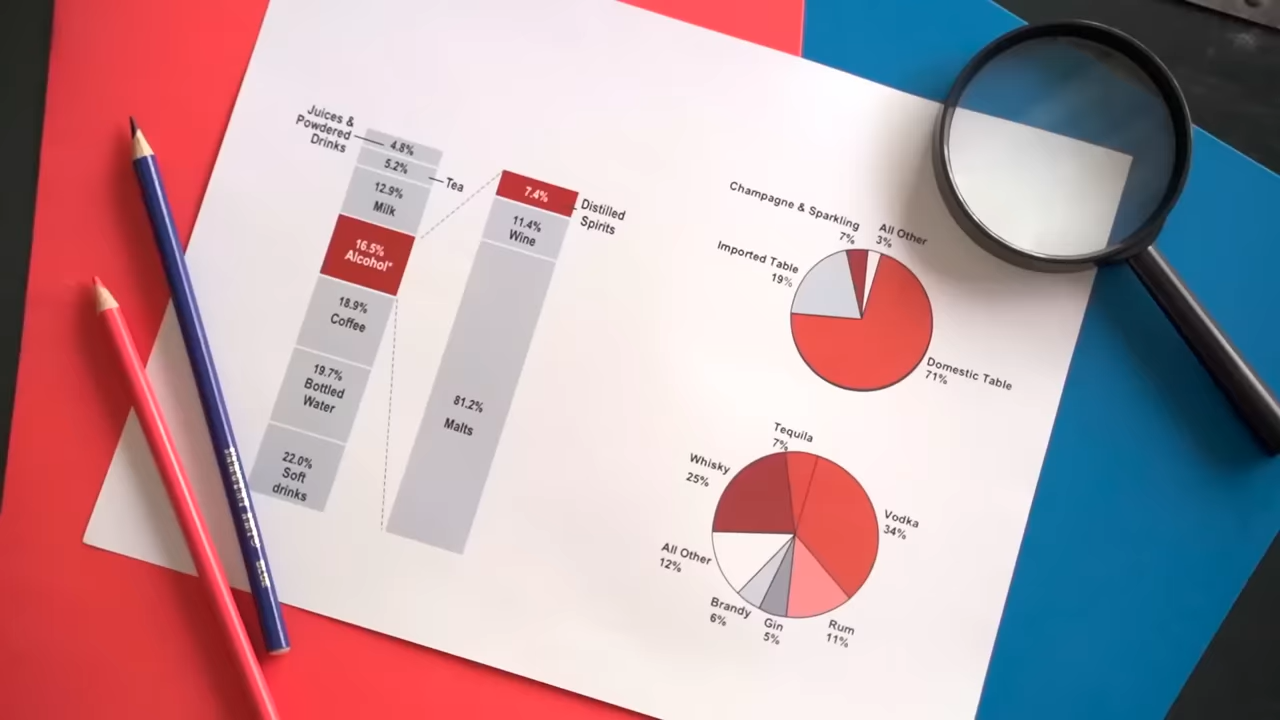 Juices &
Powdered
Drinks
4.8%
5.2%
Tea
12.9%
Milk
16.5%
Alcohol*
18.9%
Coffee
19.7%
Bottled
Water
22.0%
Soft
drinks
7.4%
Distilled
Spirits
11.4%
Wine
81.2%
Malts
Champagne & Sparkling
7%
All Other
3%
Imported Table
19%
Domestic Table
71%
Tequila
7%
Whisky
25%
Vodka
34%
All Other
12%
Brandy
6%
Gin
5%
Rum
11%